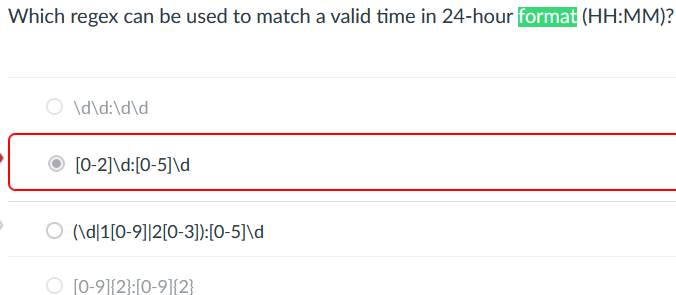 Which regex can be used to match a valid time in 24-hour format (HH:MM)?
\d\d:\d\d
[0-2]\d:[0-5]\d
(\d|1[0-9]|2[0-3]):[0-5]\d
[0-9]{2}:[0-9]{2}